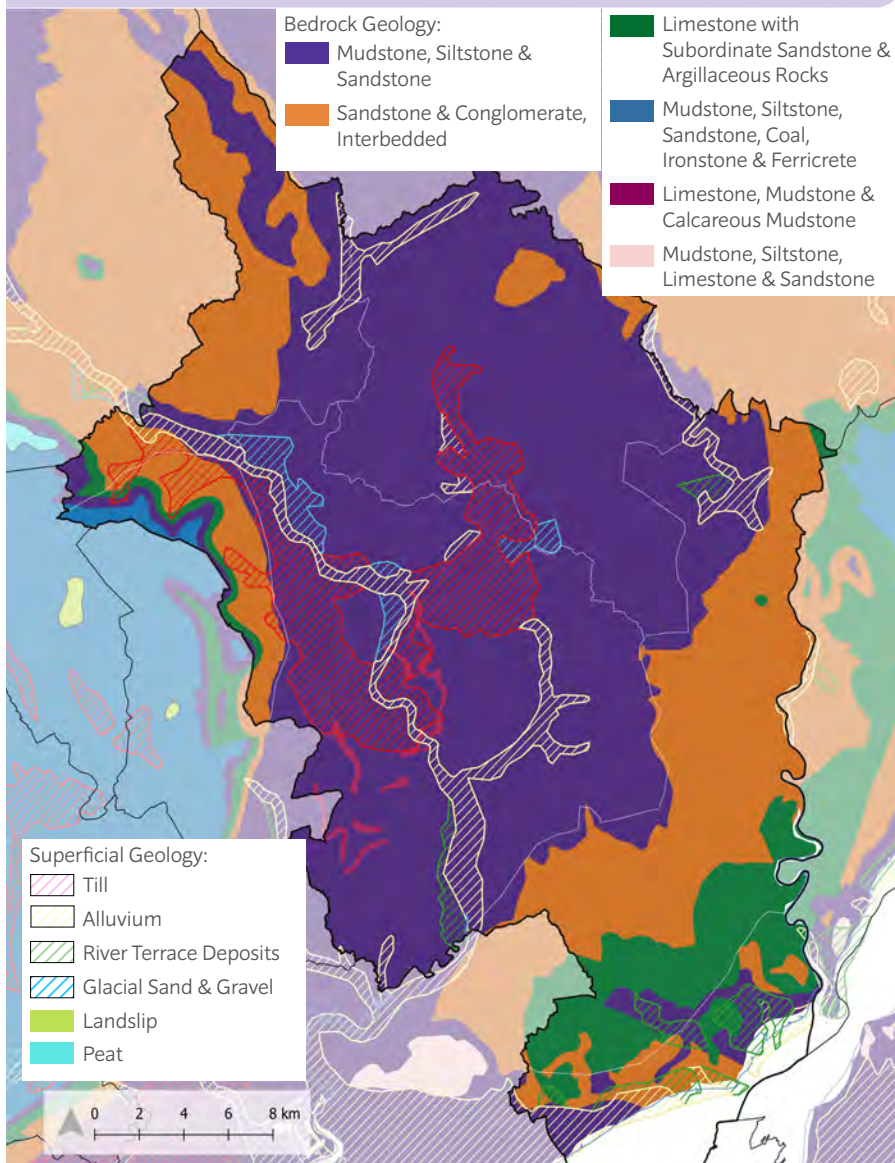 Bedrock Geology:
Mudstone, Siltstone &
Sandstone
Sandstone & Conglomerate,
Interbedded
Limestone with
Subordinate Sandstone &
Argillaceous Rocks
Mudstone, Siltstone,
Sandstone, Coal,
Ironstone & Ferricrete
Limestone, Mudstone &
Calcareous Mudstone
Mudstone, Siltstone,
Limestone & Sandstone
Superficial Geology:
Till
Alluvium
River Terrace Deposits
Glacial Sand & Gravel
Landslip
Peat
0 2 4 6 8 km